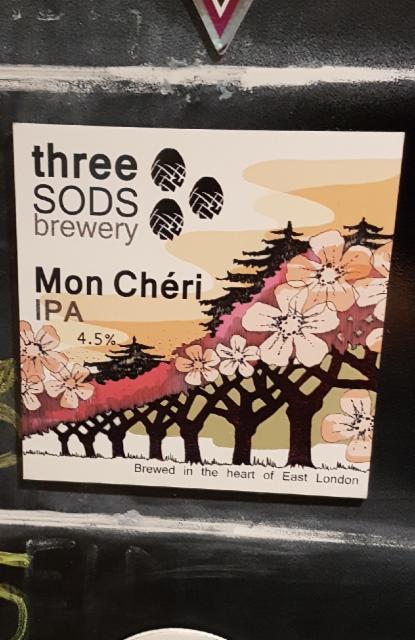 three
SODS
brewery
Mon Chéri
IPA
4.5%
Brewed in the heart of East London